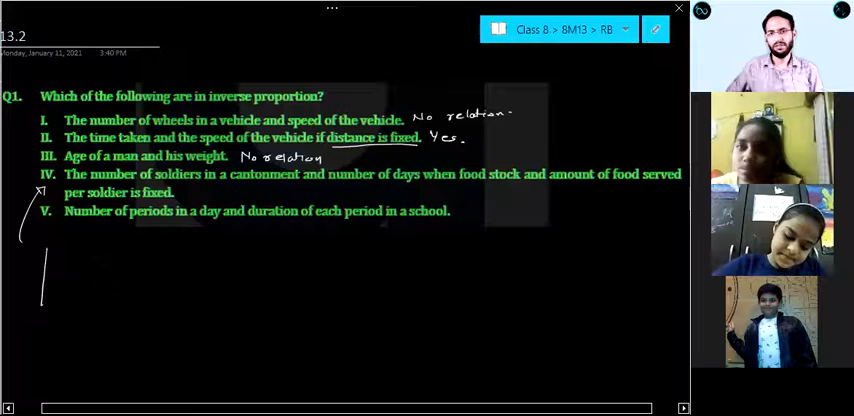 ...
Class 8 > 8M13 > RB
13.2
Monday, January 11, 2021 3:40 PM
Q1. Which of the following are in inverse proportion?
I. The number of wheels in a vehicle and speed of the vehicle. No relation.
II. The time taken and the speed of the vehicle if distance is fixed. Yes.
III. Age of a man and his weight. No relation
IV. The number of soldiers in a cantonment and number of days when food stock and amount of food served
per soldier is fixed.
V. Number of periods in a day and duration of each period in a school.